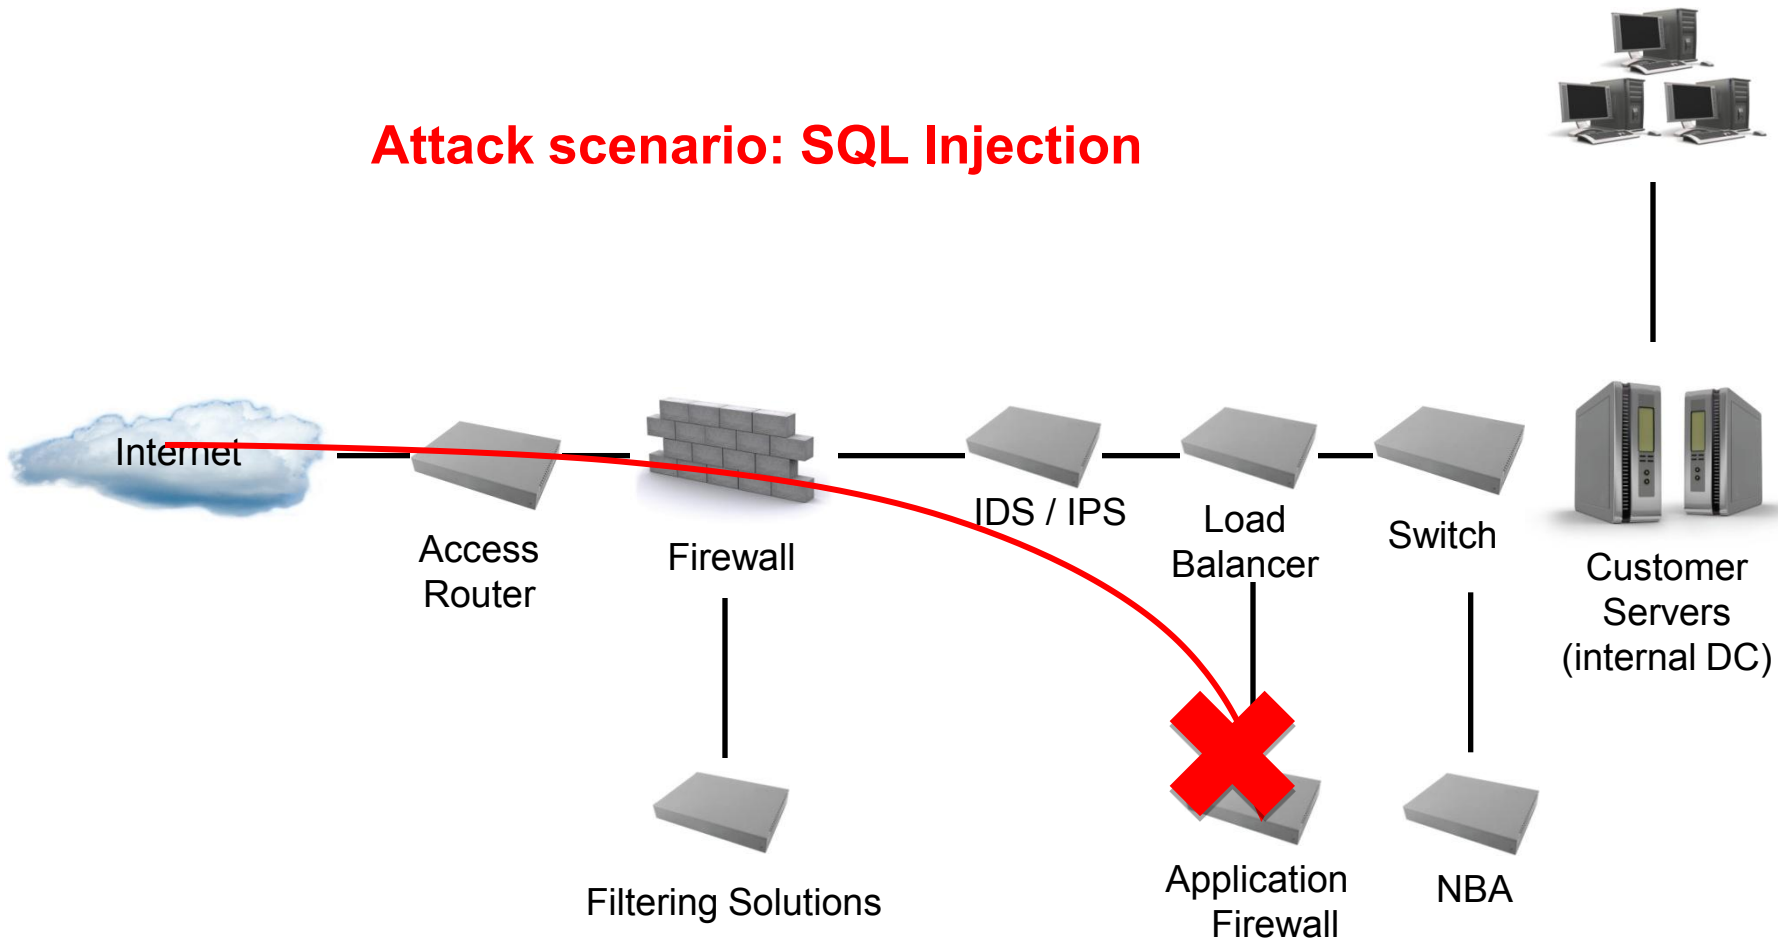 Attack scenario: SQL Injection
Internet
Access
Router
Firewall
IDS / IPS
Load
Balancer
Switch
Customer
Servers
(internal DC)
Filtering Solutions
Application
Firewall
NBA